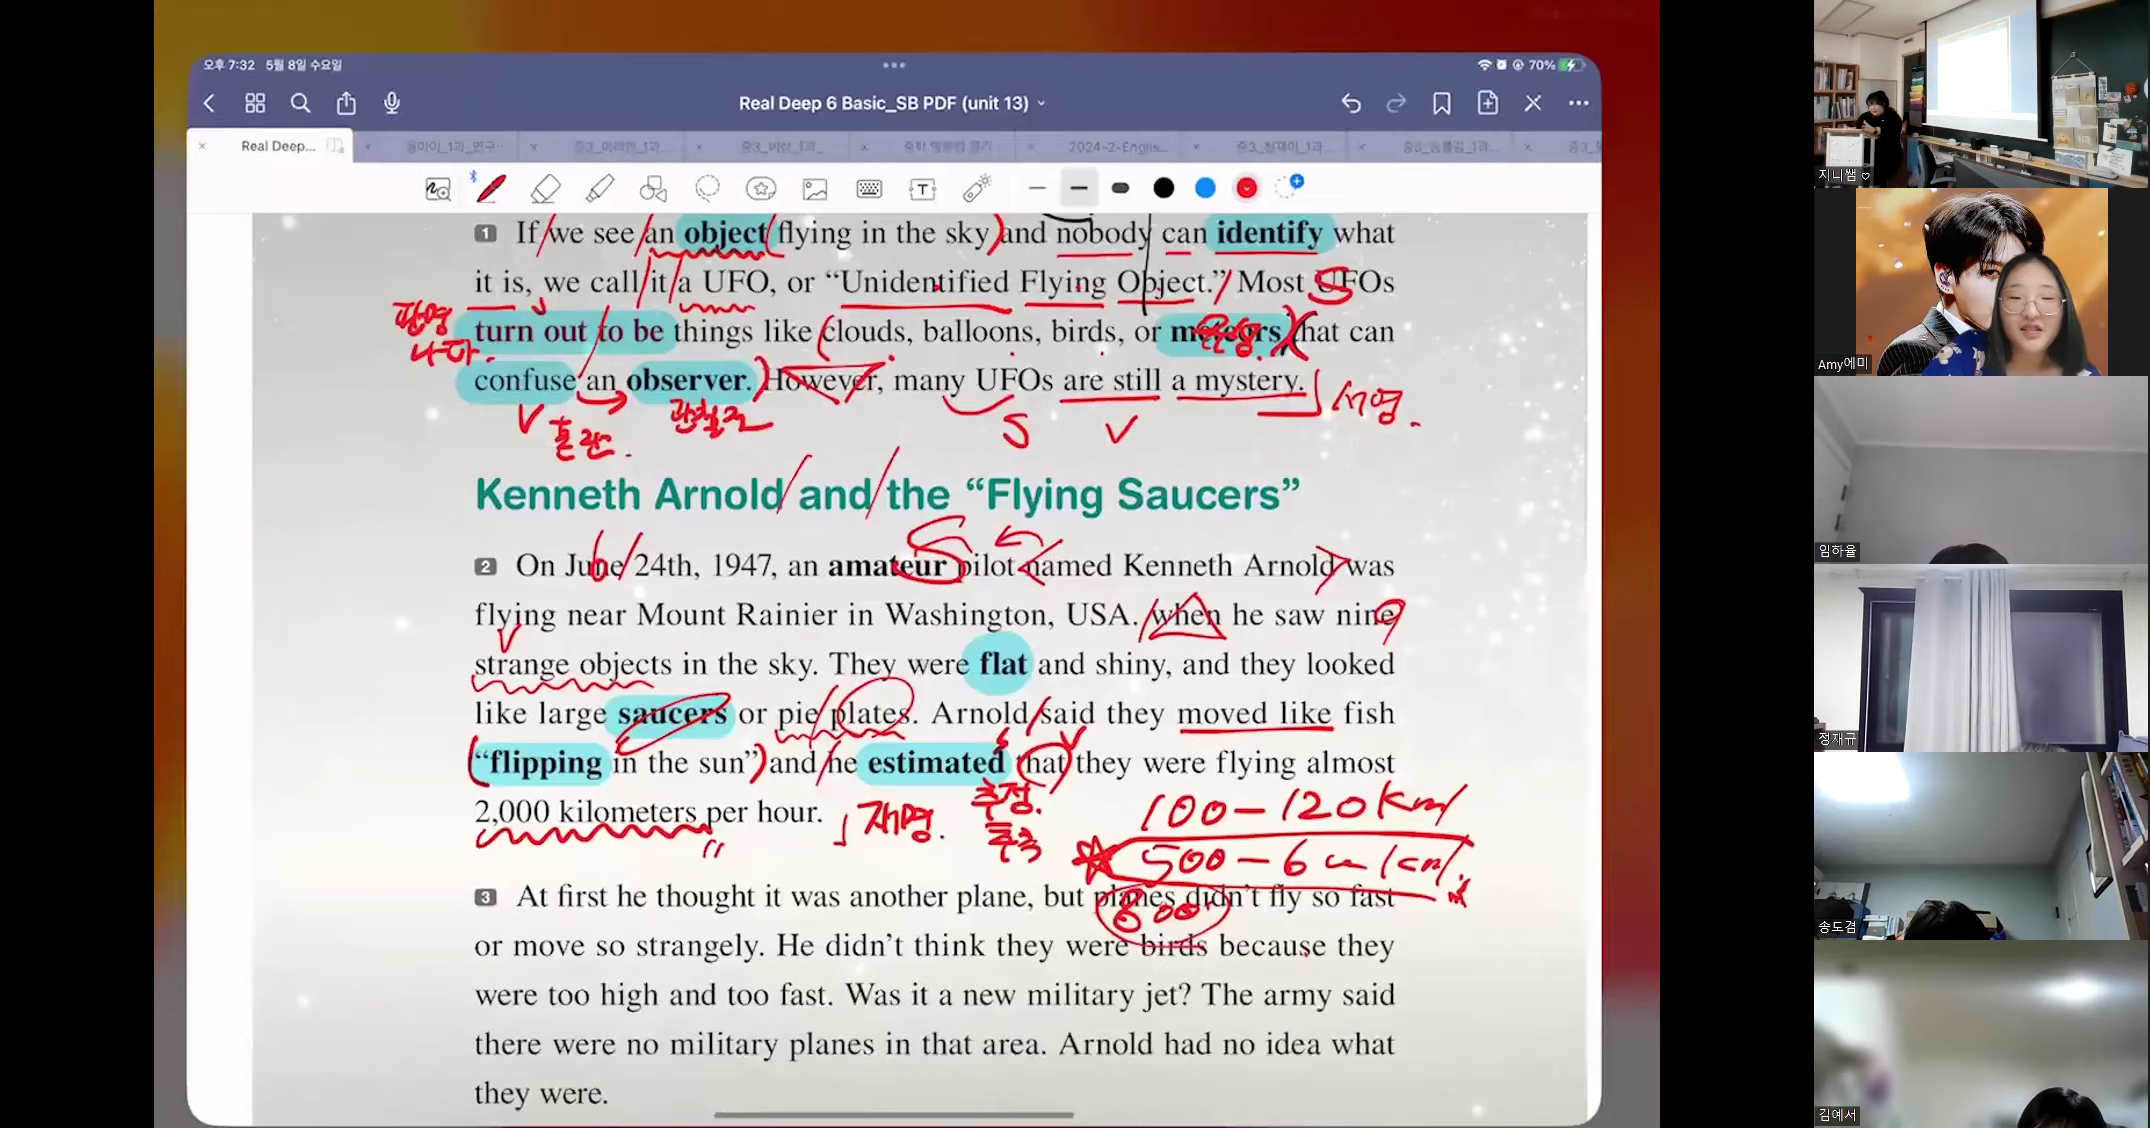 오후 7:32 5월 8일 수요일
70%
Real Deep 6 Basic_SB PDF (unit 13)
Real Deep...
2024-2-Englis...
1 If we see an object flying in the sky and nobody can identify what
it is, we call it a UFO, or “Unidentified Flying Object.” Most UFOs
S
판명
나다.
turn out to be things like clouds, balloons, birds, or meteors that can
유성.
confuse an observer. However, many UFOs are still a mystery.
V
혼란.
관찰자
S
V
서영.
Kenneth Arnold and the “Flying Saucers”
6
S
2 On June 24th, 1947, an amateur pilot named Kenneth Arnold was
flying near Mount Rainier in Washington, USA. when he saw nine
V
9
strange objects in the sky. They were flat and shiny, and they looked
like large saucers or pie plates. Arnold said they moved like fish
“flipping in the sun” and he estimated that they were flying almost
추정.
추측
2,000 kilometers per hour.
재명.
100-120km/
500-6
800
3 At first he thought it was another plane, but planes didn’t fly so fast
or move so strangely. He didn’t think they were birds because they
were too high and too fast. Was it a new military jet? The army said
there were no military planes in that area. Arnold had no idea what
they were.
지니쌤♡
Amy에미
임하율
정재규
송도겸
김예서